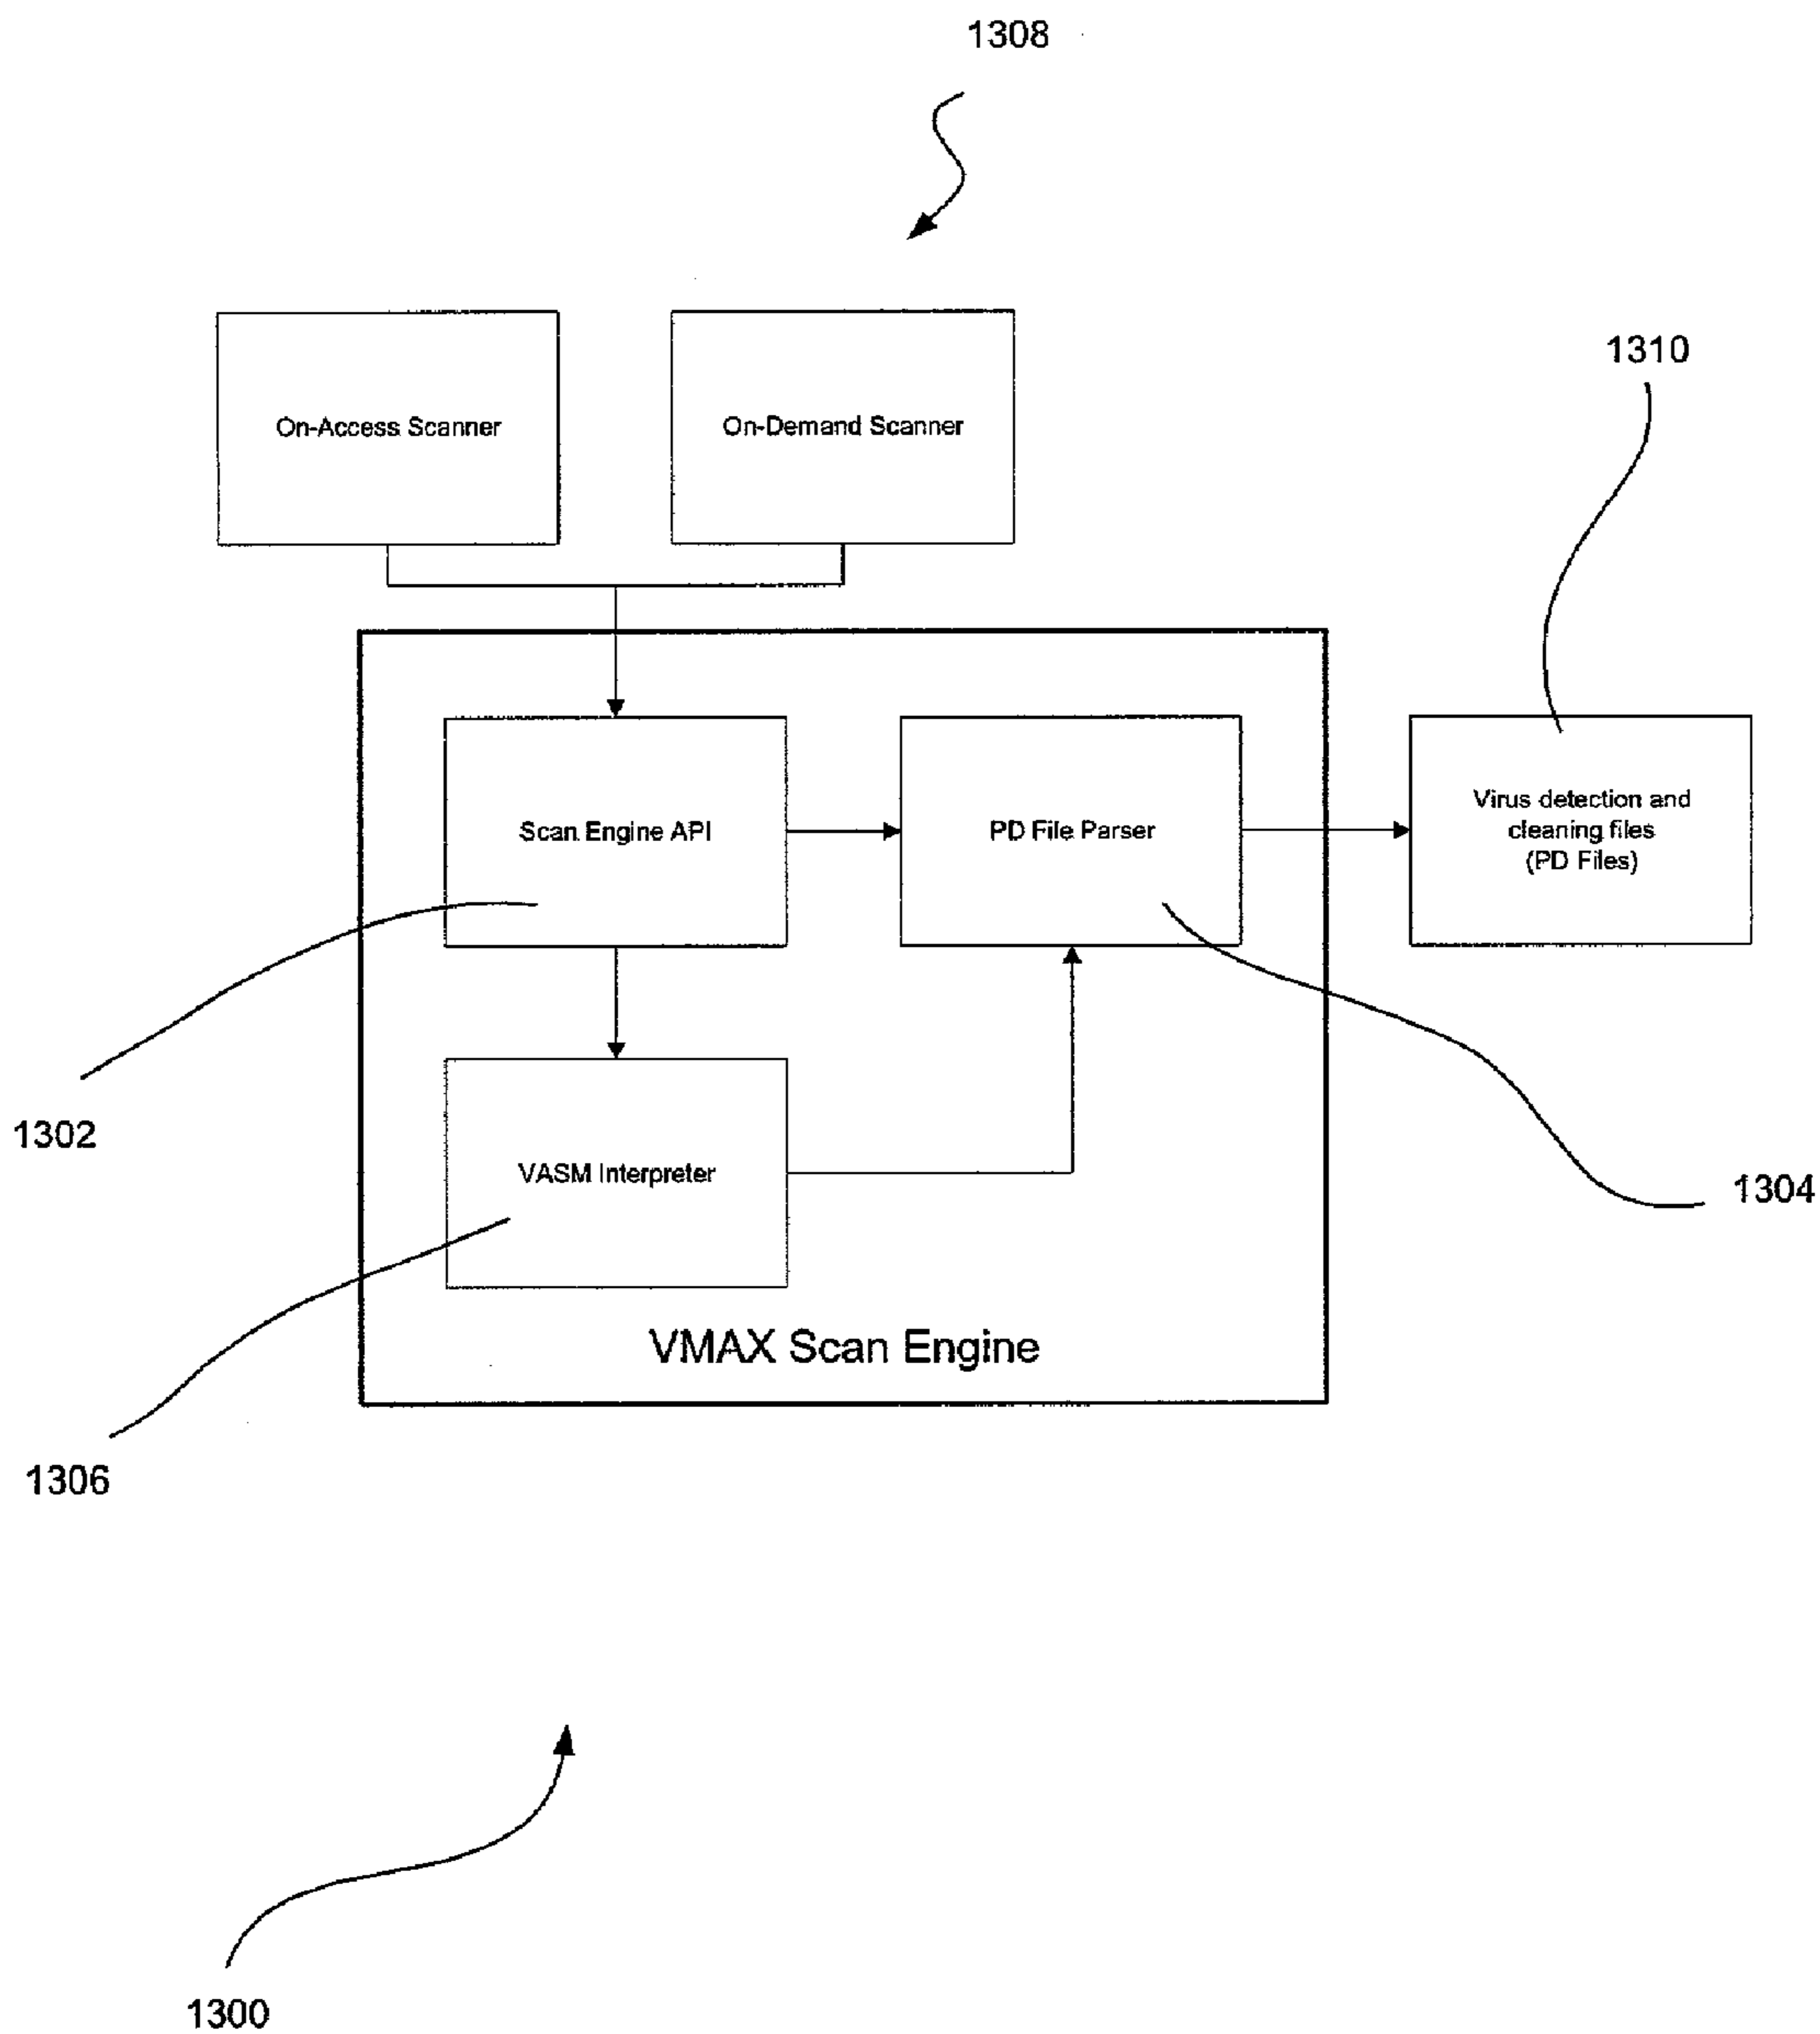 1308
1310
On-Access Scanner
On-Demand Scanner
Scan Engine API
PD File Parser
Virus detection and
cleaning files
(PD Files)
1302
VASM Interpreter
1304
VMAX Scan Engine
1306
1300